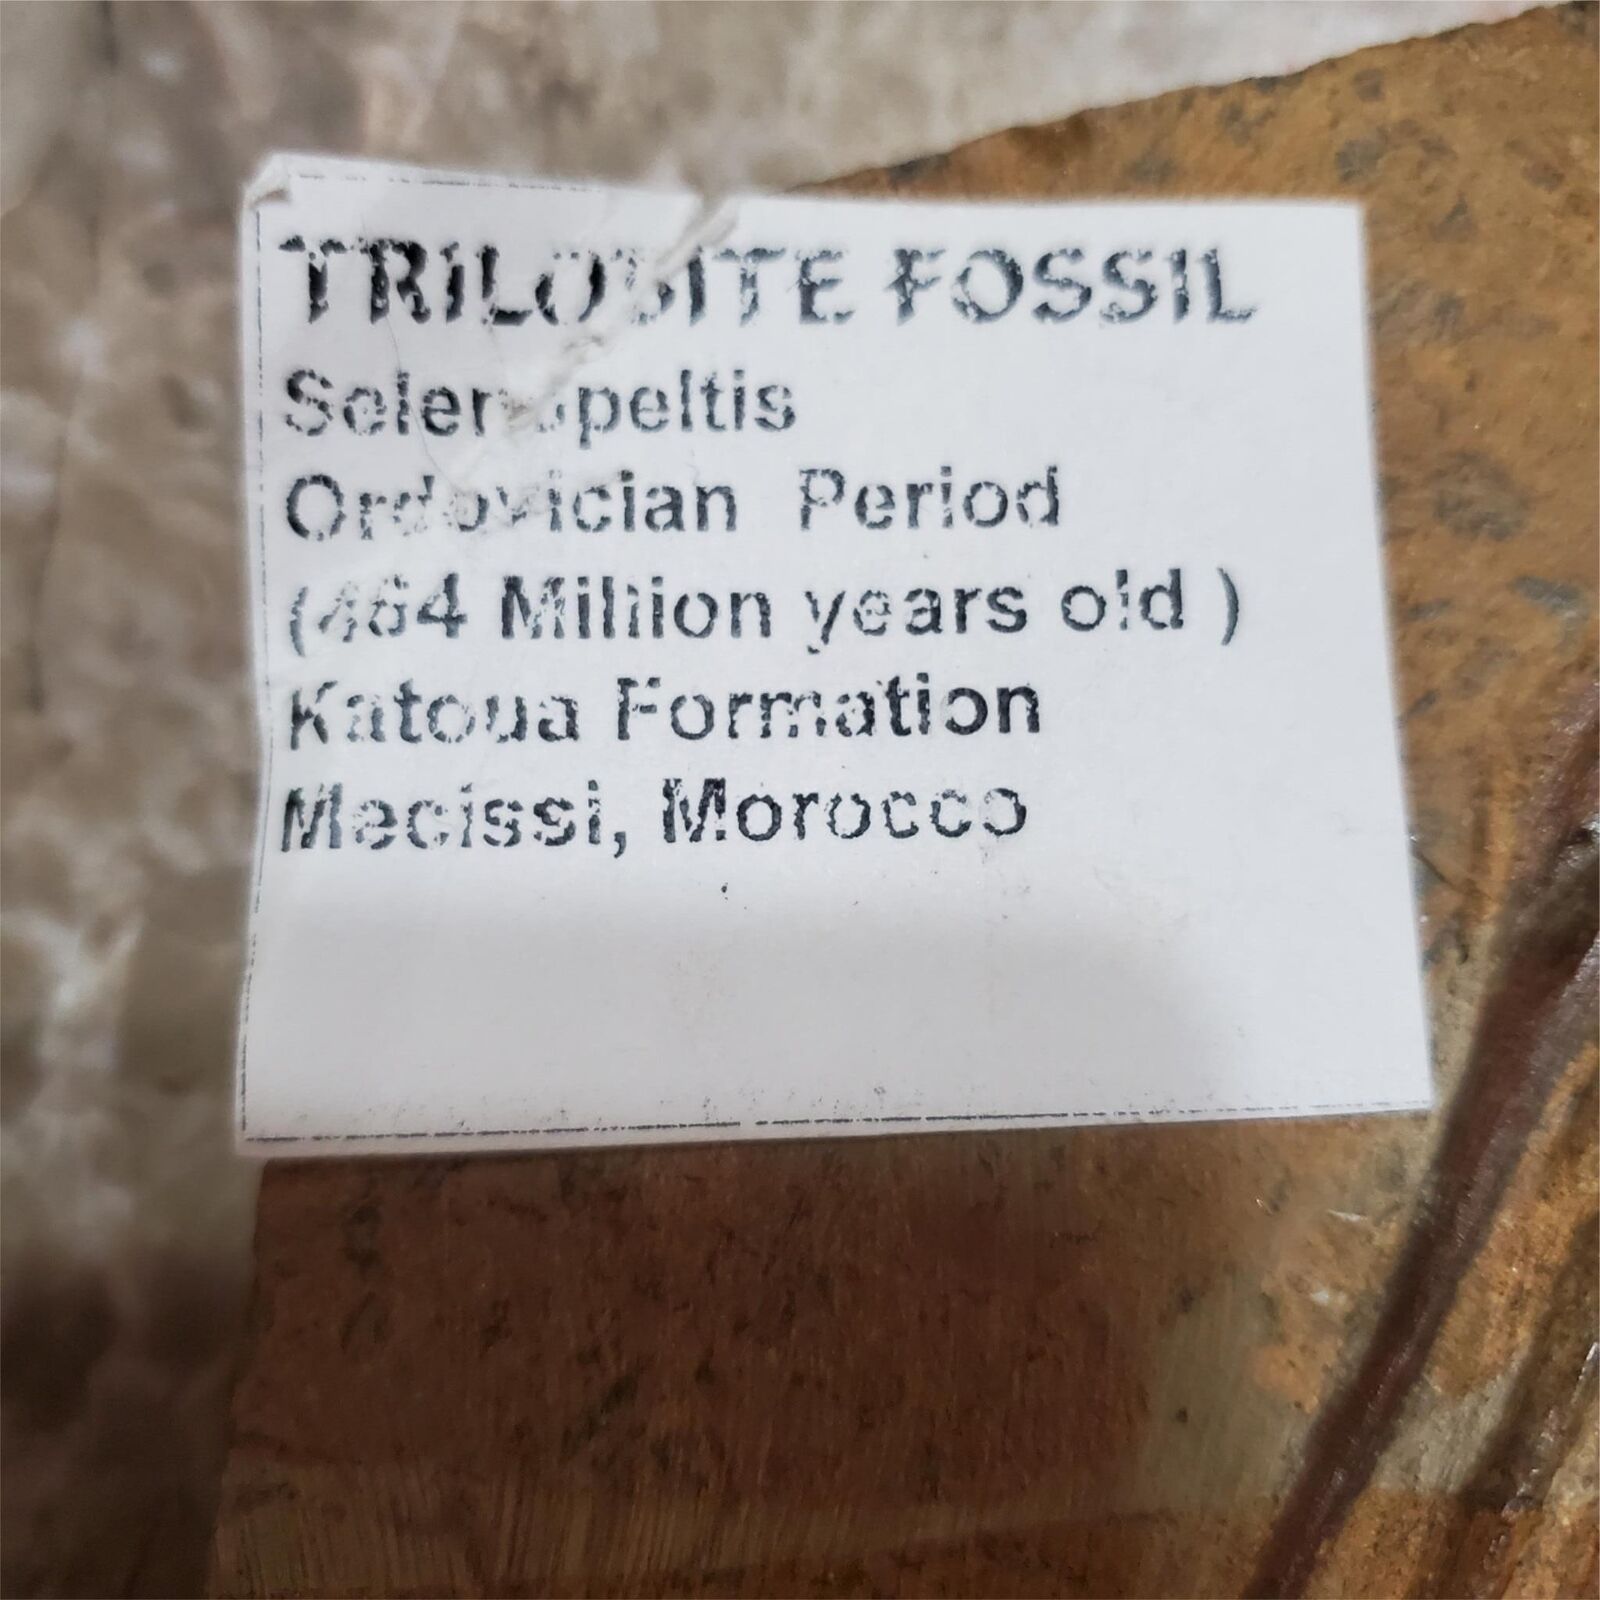 TRILOBITE FOSSIL
Selenopeltis
Ordovician Period
(464 Million years old )
Katoua Formation
Mecissi, Morocco